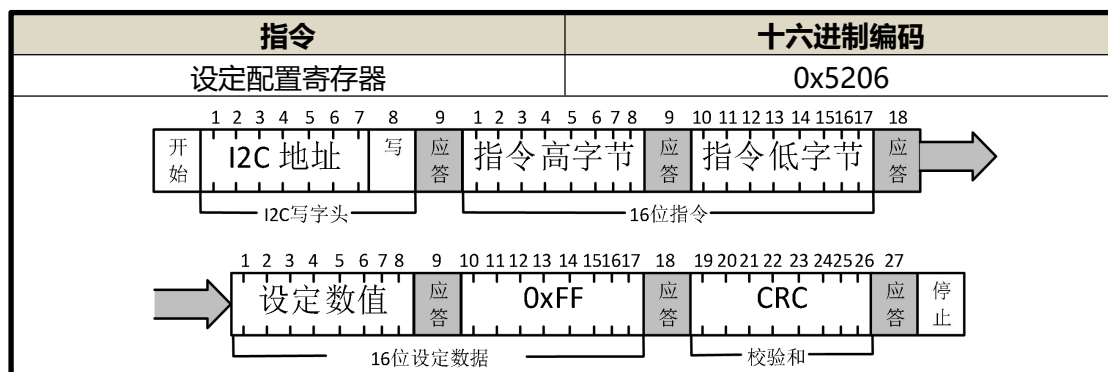 指令 十六进制编码
设定配置寄存器 0x5206
1 2 3 4 5 6 7 8 9 1 2 3 4 5 6 7 8 9 10 11 12 13 14 15 16 17 18
开始 I2C 地址 写 应答 指令高字节 应答 指令低字节 应答
I2C写字头 16位指令
1 2 3 4 5 6 7 8 9 10 11 12 13 14 15 16 17 18 19 20 21 22 23 24 25 26 27
设定数值 应答 0xFF 应答 CRC 应答 停止
16位设定数据 校验和